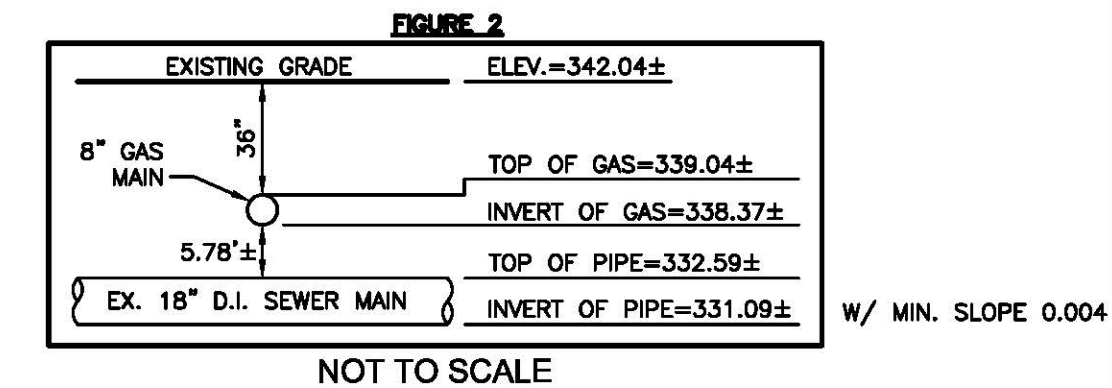 FIGURE 2
EXISTING GRADE
ELEV.=342.04±
36"
8" GAS
MAIN
TOP OF GAS=339.04±
INVERT OF GAS=338.37±
5.78'±
TOP OF PIPE=332.59±
EX. 18" D.I. SEWER MAIN
INVERT OF PIPE=331.09±
W/ MIN. SLOPE 0.004
NOT TO SCALE